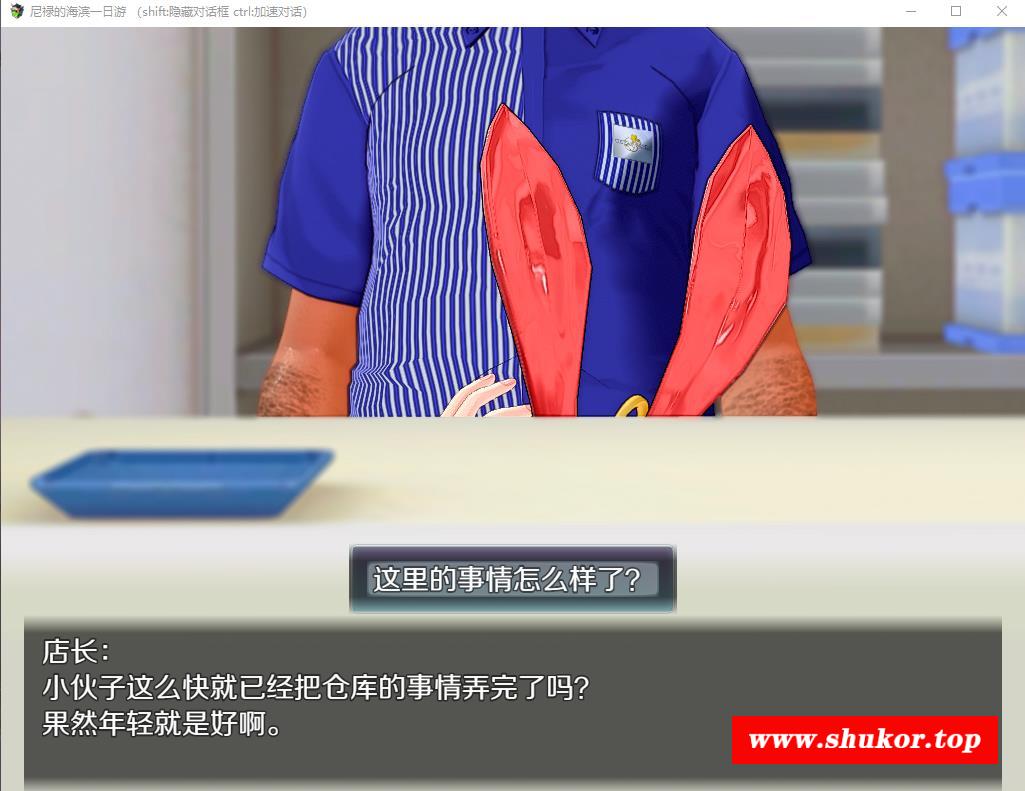 尼禄的海滨一日游 （shift:隐藏对话框 ctrl:加速对话）
这里的事情怎么样了？
店长：
小伙子这么快就已经把仓库的事情弄完了吗？
果然年轻就是好啊。
www.shukor.top